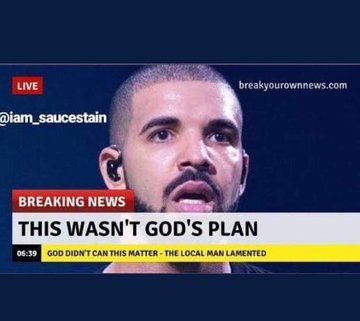 LIVE
breakyourownnews.com
@iam_saucestain
BREAKING NEWS
THIS WASN'T GOD'S PLAN
06:39 GOD DIDN'T CAN THIS MATTER - THE LOCAL MAN LAMENTED